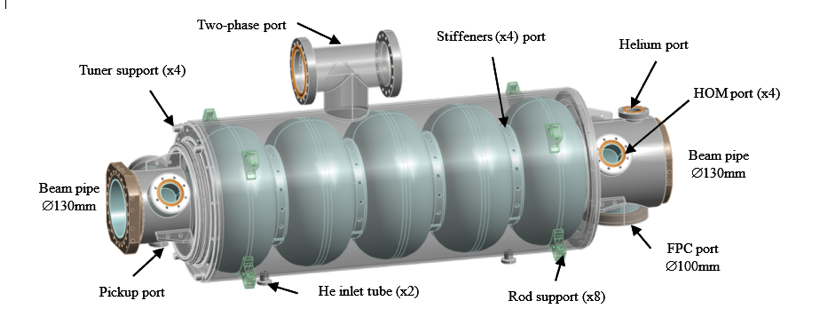 Two-phase port
Stiffeners (x4) port
Helium port
Tuner support (x4)
HOM port (x4)
Beam pipe
∅130mm
Beam pipe
∅130mm
FPC port
∅100mm
Pickup port
He inlet tube (x2)
Rod support (x8)